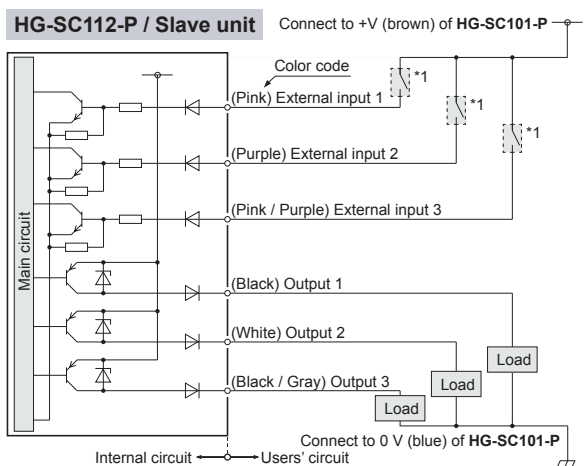 HG-SC112-P / Slave unit
Connect to +V (brown) of HG-SC101-P
Color code
*1
(Pink) External input 1
*1
*1
(Purple) External input 2
(Pink / Purple) External input 3
Main circuit
(Black) Output 1
(White) Output 2
Load
Load
(Black / Gray) Output 3
Load
Connect to 0 V (blue) of HG-SC101-P
Internal circuit
Users' circuit